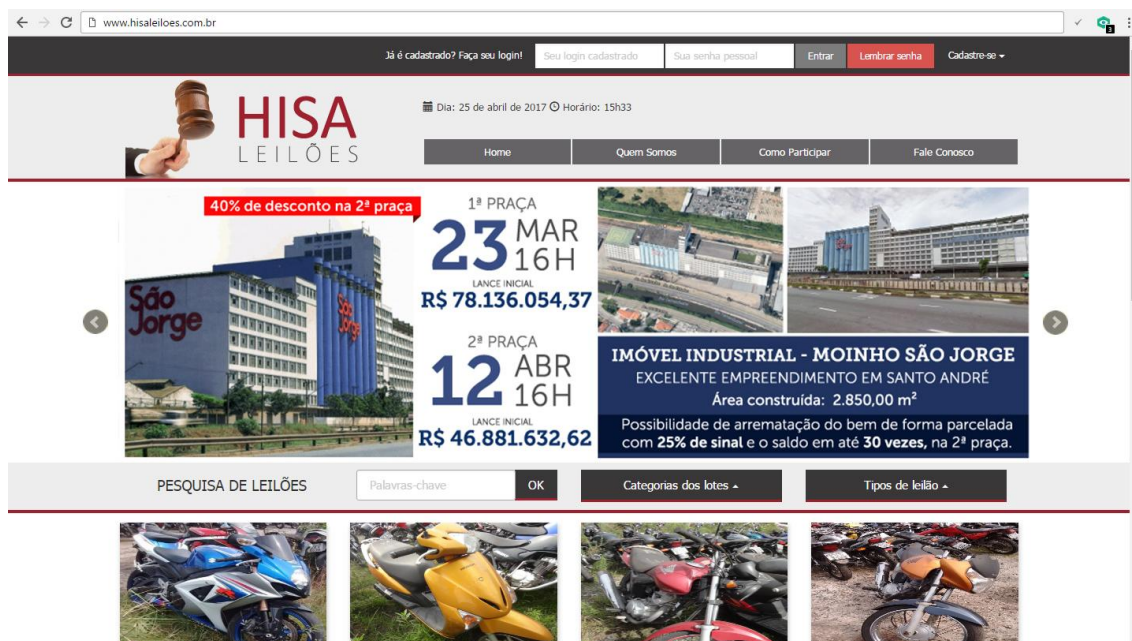 www.hisaleiloes.com.br
Já é cadastrado? Faça seu login!
Seu login cadastrado
Sua senha pessoal
Entrar
Lembrar senha
Cadastre-se
HISA
LEILÕES
Dia: 25 de abril de 2017 Horário: 15h33
Home
Quem Somos
Como Participar
Fale Conosco
40% de desconto na 2ª praça
São
Jorge
São
Jorge
1ª PRAÇA
23 MAR
16H
LANCE INICIAL
R$ 78.136.054,37
2ª PRAÇA
12 ABR
16H
LANCE INICIAL
R$ 46.881.632,62
IMÓVEL INDUSTRIAL - MOINHO SÃO JORGE
EXCELENTE EMPREENDIMENTO EM SANTO ANDRÉ
Área construída: 2.850,00 m²
Possibilidade de arrematação do bem de forma parcelada
com 25% de sinal e o saldo em até 30 vezes, na 2ª praça.
PESQUISA DE LEILÕES
Palavras-chave
OK
Categorias dos lotes
Tipos de leilão